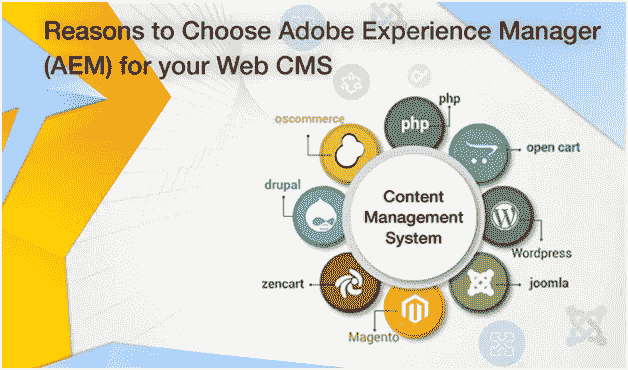 Reasons to Choose Adobe Experience Manager
(AEM) for your Web CMS
php
php
oscommerce
open cart
drupal
Content
Management
System
Wordpress
zencart
joomla
Magento